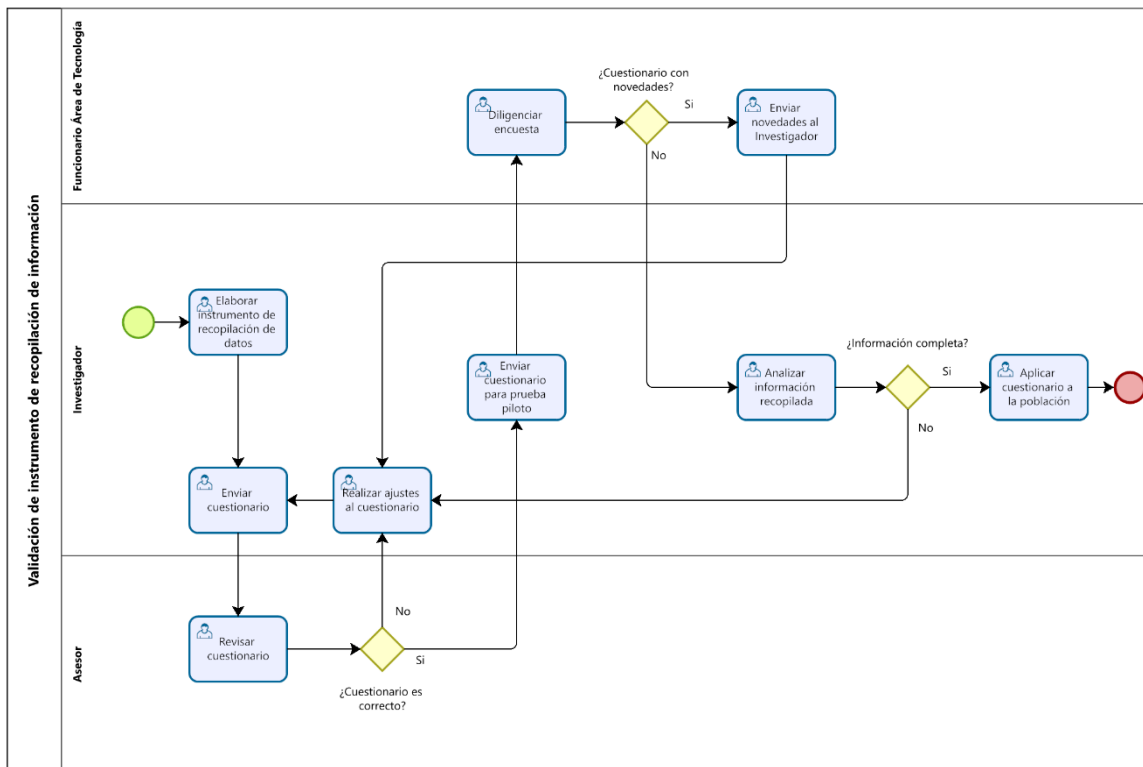 Validación de instrumento de recopilación de información
Funcionario Área de Tecnología
¿Cuestionario con
novedades?
Diligenciar
encuesta
Si
No
Enviar
novedades al
Investigador
Investigador
Elaborar
instrumento de
recopilación de
datos
Enviar
cuestionario
para prueba
piloto
¿Información completa?
Analizar
información
recopilada
Si
No
Aplicar
cuestionario a
la población
Enviar
cuestionario
Realizar ajustes
al cuestionario
Asesor
Revisar
cuestionario
No
Si
¿Cuestionario es
correcto?